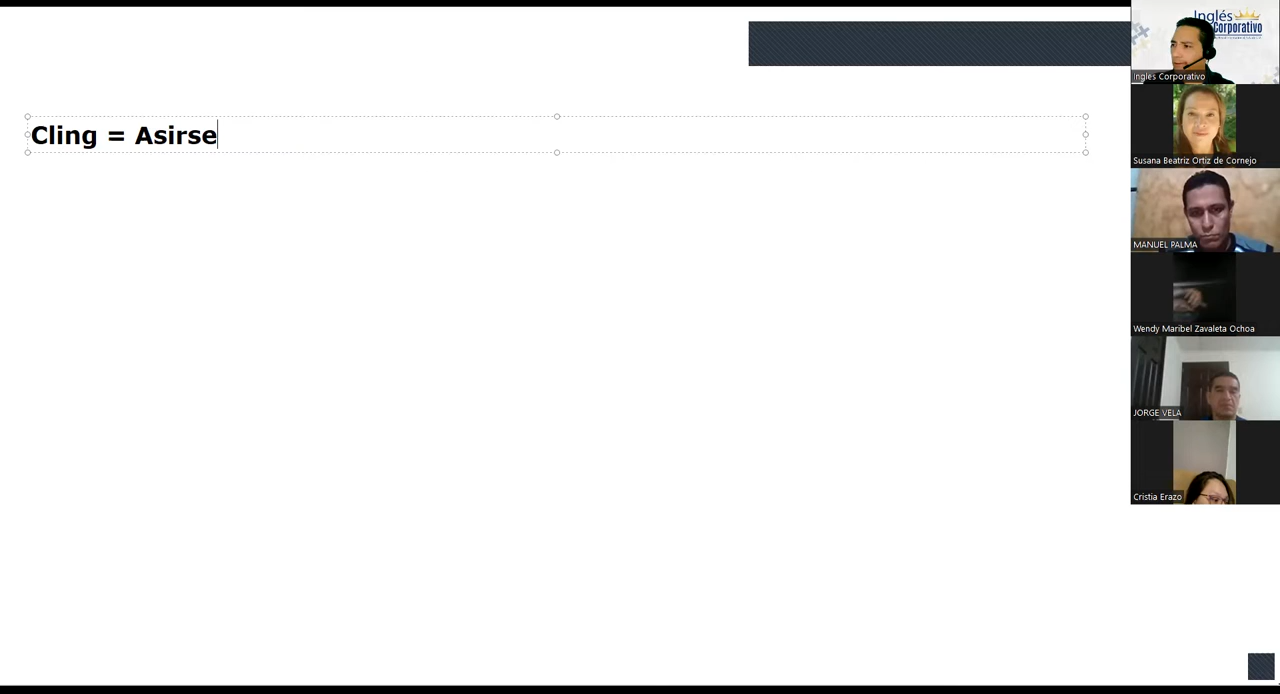 Cling = Asirse
Inglés
Corporativo
Ingles Corporativo
Susana Beatriz Ortiz de Cornejo
MANUEL PALMA
Wendy Maribel Zavaleta Ochoa
JORGE VELA
Cristia Erazo